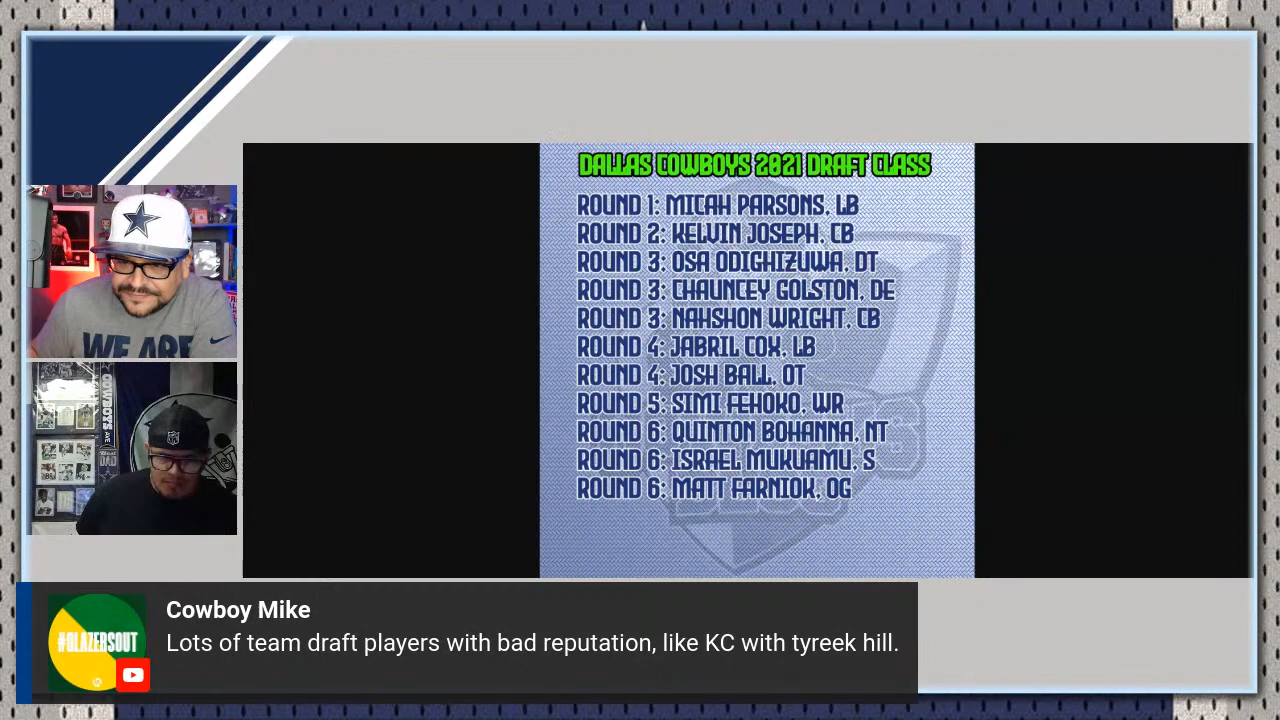 DALLAS COWBOYS 2021 DRAFT CLASS
ROUND 1: MICAH PARSONS, LB
ROUND 2: KELVIN JOSEPH, CB
ROUND 3: OSA ODIGHIZUWA, DT
ROUND 3: CHAUNCEY GOLSTON, DE
ROUND 3: NAHSHON WRIGHT, CB
ROUND 4: JABRIL COX, LB
ROUND 4: JOSH BALL, OT
ROUND 5: SIMI FEHOKO, WR
ROUND 6: QUINTON BOHANNA, NT
ROUND 6: ISRAEL MUKUAMU, S
ROUND 6: MATT FARNIOK, OG
WE ARE
COWBOYS
DAD
#GLAZERSOUT
Cowboy Mike
Lots of team draft players with bad reputation, like KC with tyreek hill.